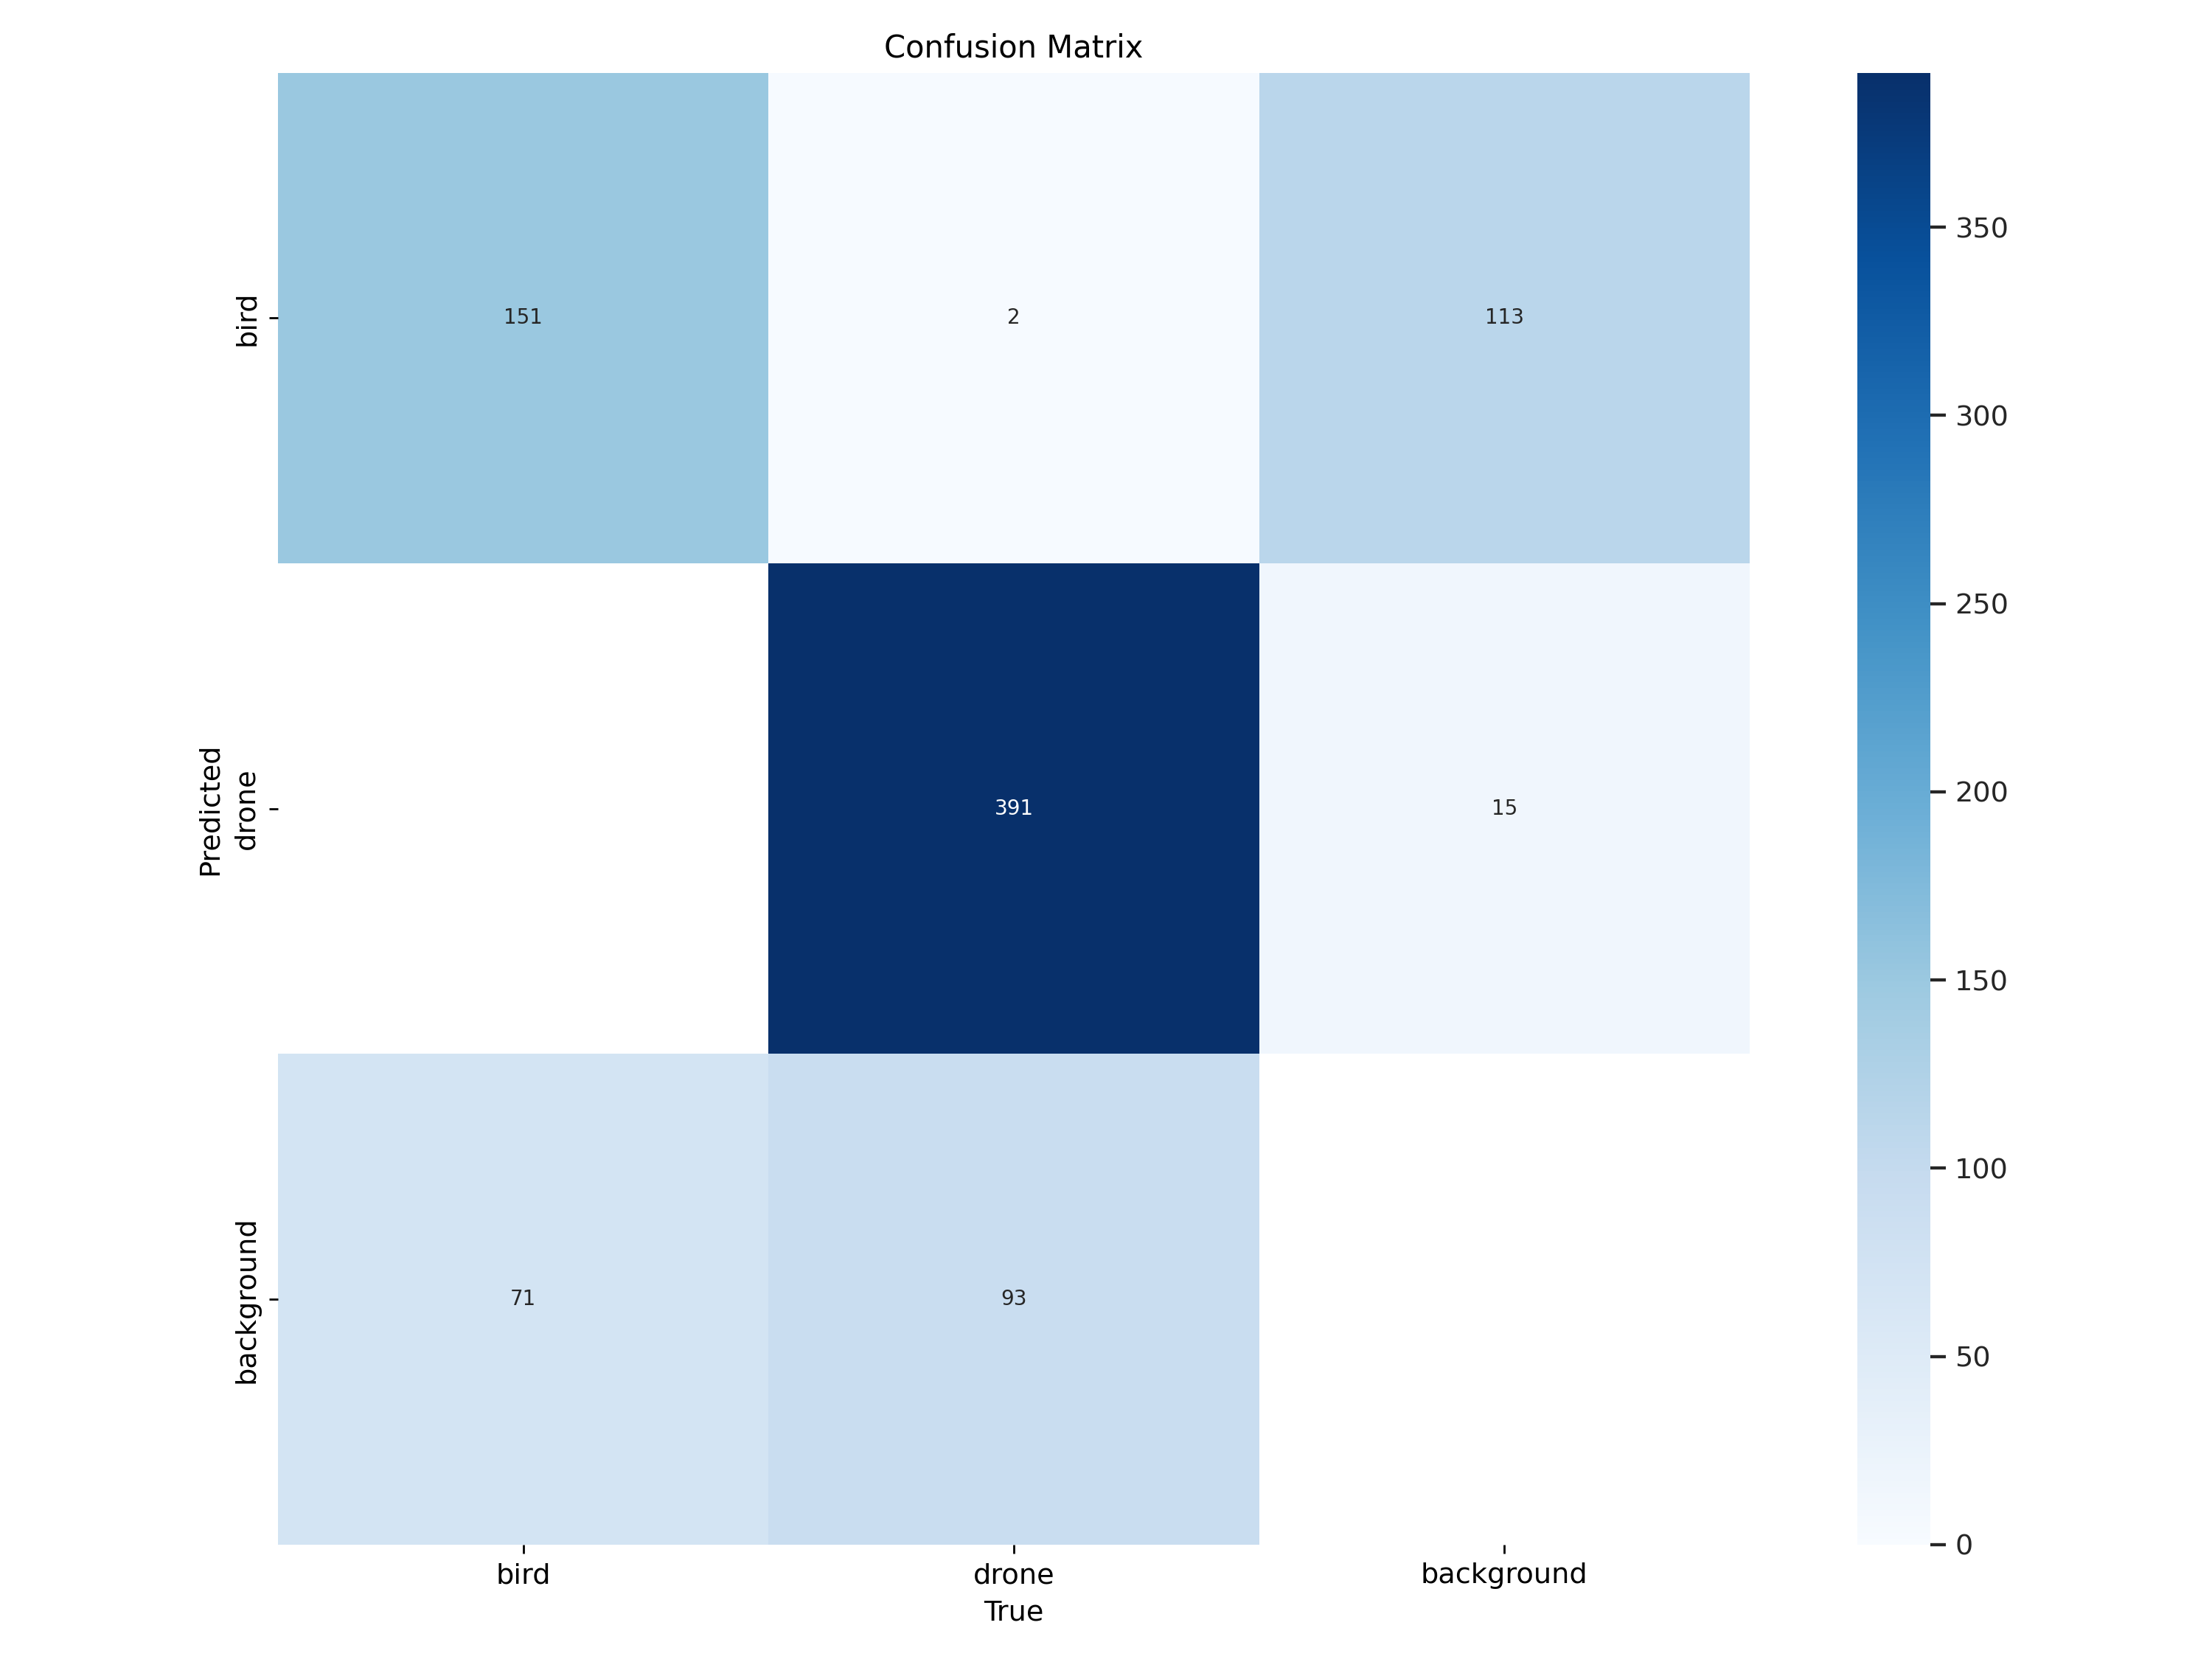 Confusion Matrix
bird
151
2
113
Predicted
drone
391
15
background
71
93
bird
drone
background
True
350
300
250
200
150
100
50
0